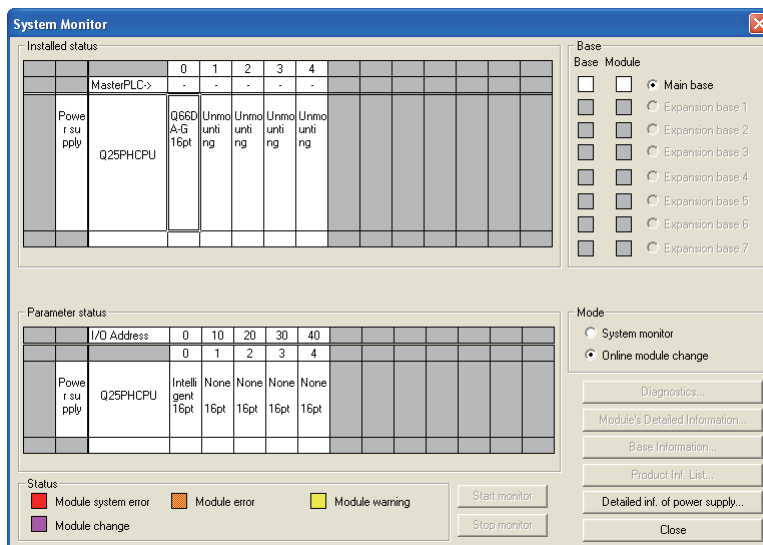 System Monitor
Installed status
0 1 2 3 4
MasterPLC-> - - - - -
Powe
r su
pply
Q25PHCPU
Q66D
A-G
16pt
Unmo
unti
ng
Unmo
unti
ng
Unmo
unti
ng
Unmo
unti
ng
Base
Base Module
Main base
Expansion base 1
Expansion base 2
Expansion base 3
Expansion base 4
Expansion base 5
Expansion base 6
Expansion base 7
Parameter status
I/O Address 0 10 20 30 40
0 1 2 3 4
Powe
r su
pply
Q25PHCPU
Intelli
gent
16pt
None
16pt
None
16pt
None
16pt
None
16pt
Mode
System monitor
Online module change
Diagnostics...
Module's Detailed Information...
Base Information...
Product Inf. List...
Detailed inf. of power supply...
Close
Status
Module system error
Module error
Module warning
Module change
Start monitor
Stop monitor